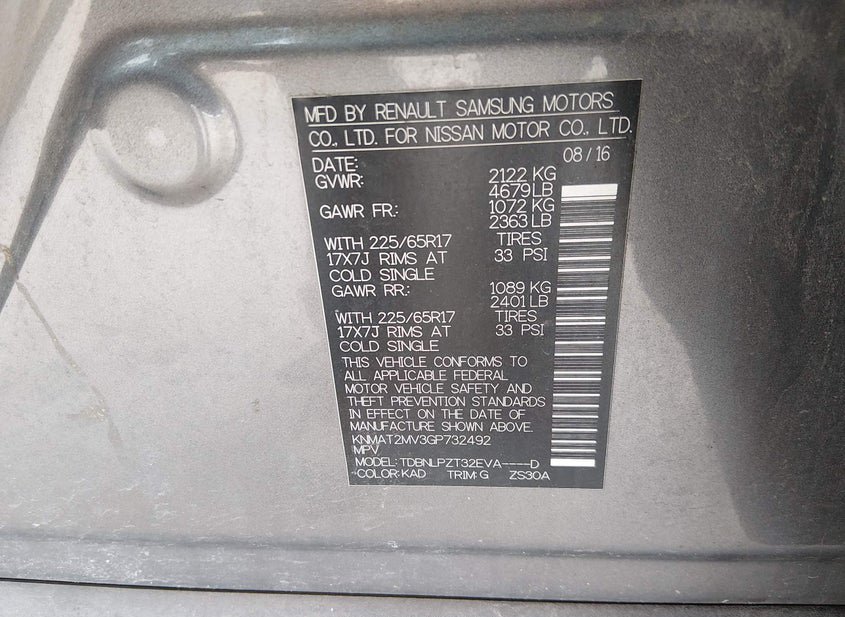 MFD BY RENAULT SAMSUNG MOTORS
CO., LTD. FOR NISSAN MOTOR CO., LTD.
DATE: 08/16
GVWR: 2122 KG
4679 LB
GAWR FR: 1072 KG
2363 LB
WITH 225/65R17 TIRES
17X7J RIMS AT 33 PSI
COLD SINGLE
GAWR RR: 1089 KG
2401 LB
WITH 225/65R17 TIRES
17X7J RIMS AT 33 PSI
COLD SINGLE
THIS VEHICLE CONFORMS TO
ALL APPLICABLE FEDERAL
MOTOR VEHICLE SAFETY AND
THEFT PREVENTION STANDARDS
IN EFFECT ON THE DATE OF
MANUFACTURE SHOWN ABOVE.
KNMAT2MV3GP732492
MPV
MODEL: TDBNLPZT32EVA----D
COLOR: KAD TRIM: G ZS30A